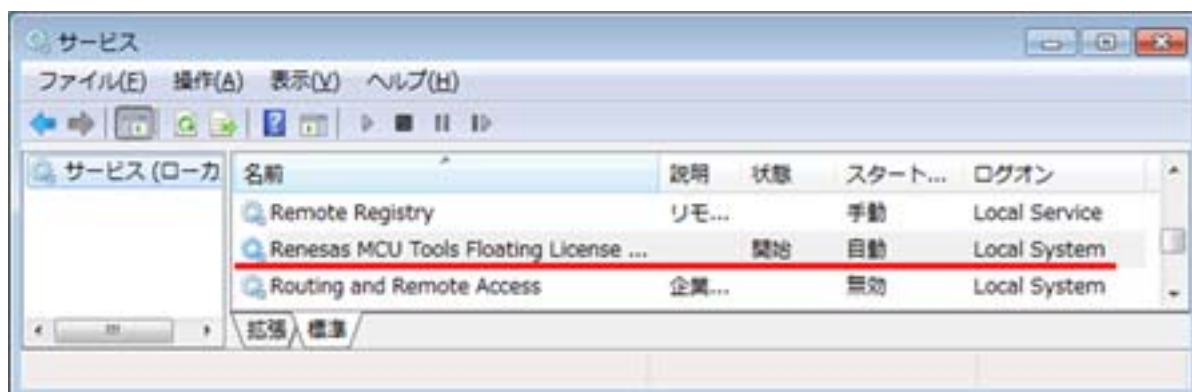 サービス
ファイル(F) 操作(A) 表示(V) ヘルプ(H)
サービス (ローカ
名前 説明 状態 スタート... ログオン
Remote Registry リモ... 手動 Local Service
Renesas MCU Tools Floating License ... 開始 自動 Local System
Routing and Remote Access 企業... 無効 Local System
拡張 標準